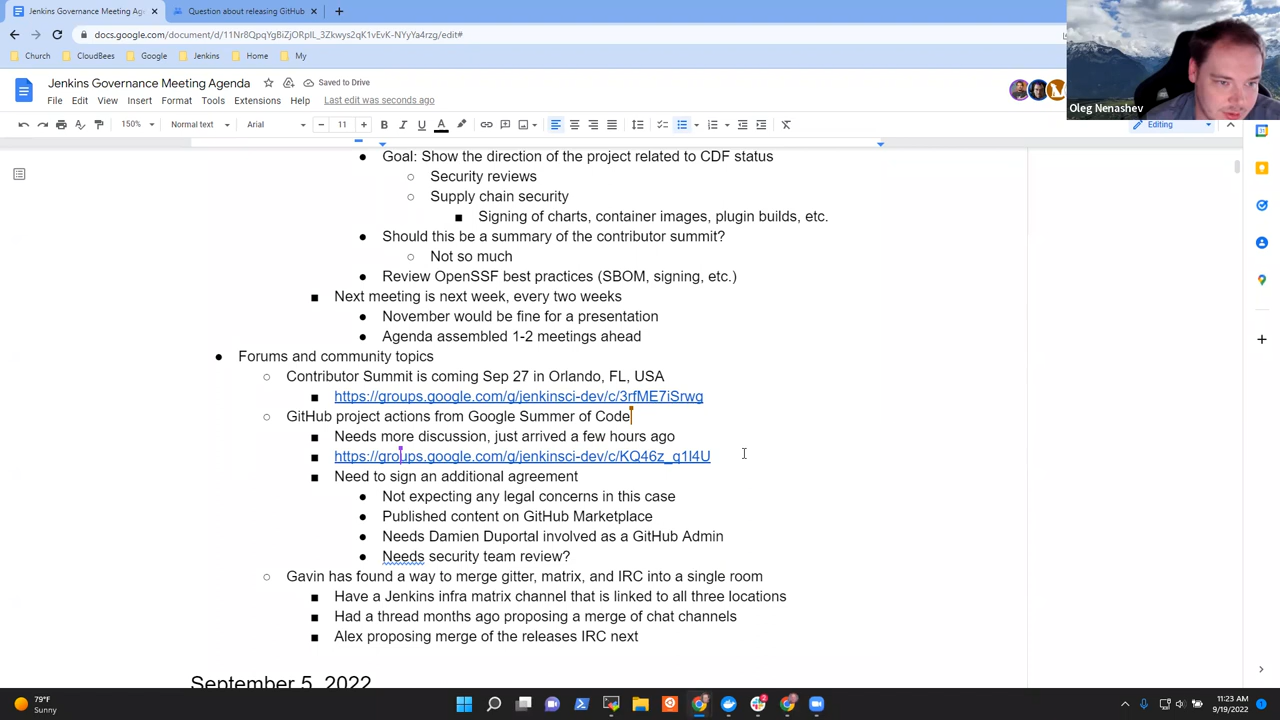 Jenkins Governance Meeting Agenda
Question about releasing GitHub
docs.google.com/document/d/11Nr8QpqYgBiZjORpIL_3Zkwys2qK1vEvK-NYyYa4rzg/edit#
Church
CloudBees
Google
Jenkins
Home
My
Jenkins Governance Meeting Agenda
Saved to Drive
File Edit View Insert Format Tools Extensions Help Last edit was seconds ago
150% Normal text Arial 11
Editing
Oleg Nenashev
Goal: Show the direction of the project related to CDF status
Security reviews
Supply chain security
Signing of charts, container images, plugin builds, etc.
Should this be a summary of the contributor summit?
Not so much
Review OpenSSF best practices (SBOM, signing, etc.)
Next meeting is next week, every two weeks
November would be fine for a presentation
Agenda assembled 1-2 meetings ahead
Forums and community topics
Contributor Summit is coming Sep 27 in Orlando, FL, USA
https://groups.google.com/g/jenkinsci-dev/c/3rfME7iSrwg
GitHub project actions from Google Summer of Code
Needs more discussion, just arrived a few hours ago
https://groups.google.com/g/jenkinsci-dev/c/KQ46z_q1I4U
Need to sign an additional agreement
Not expecting any legal concerns in this case
Published content on GitHub Marketplace
Needs Damien Duportal involved as a GitHub Admin
Needs security team review?
Gavin has found a way to merge gitter, matrix, and IRC into a single room
Have a Jenkins infra matrix channel that is linked to all three locations
Had a thread months ago proposing a merge of chat channels
Alex proposing merge of the releases IRC next
September 5, 2022
79°F
Sunny
11:23 AM
9/19/2022